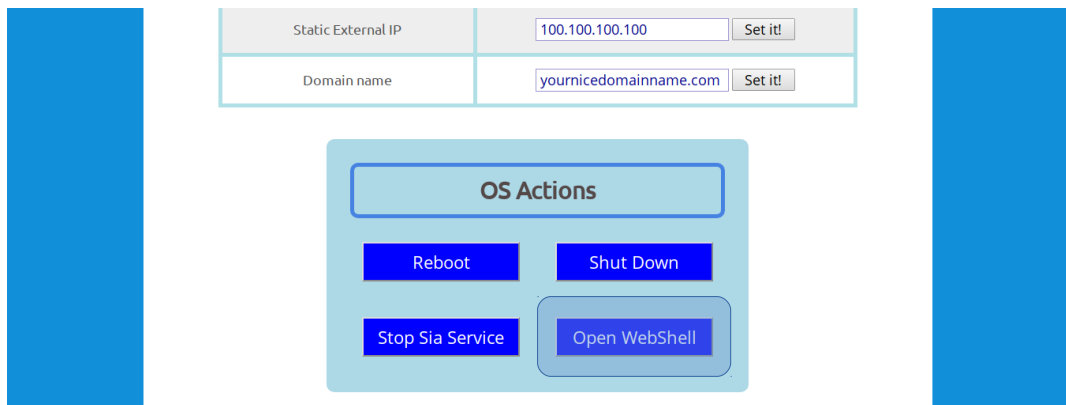 Static External IP 100.100.100.100 Set it!
Domain name yournicedomainname.com Set it!
OS Actions
Reboot Shut Down
Stop Sia Service Open WebShell